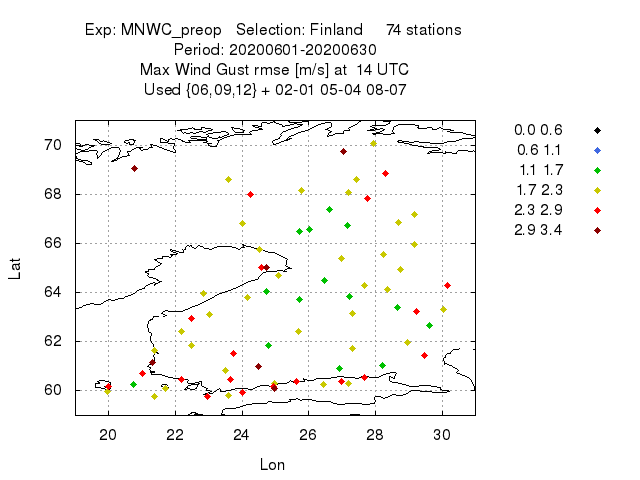 Exp: MNWC_preop   Selection: Finland     74 stations
Period: 20200601-20200630
Max Wind Gust rmse [m/s] at  14 UTC
Used {06,09,12} + 02-01 05-04 08-07
70
68
66
64
62
60
Lat
20 22 24 26 28 30
Lon
0.0 0.6
0.6 1.1
1.1 1.7
1.7 2.3
2.3 2.9
2.9 3.4